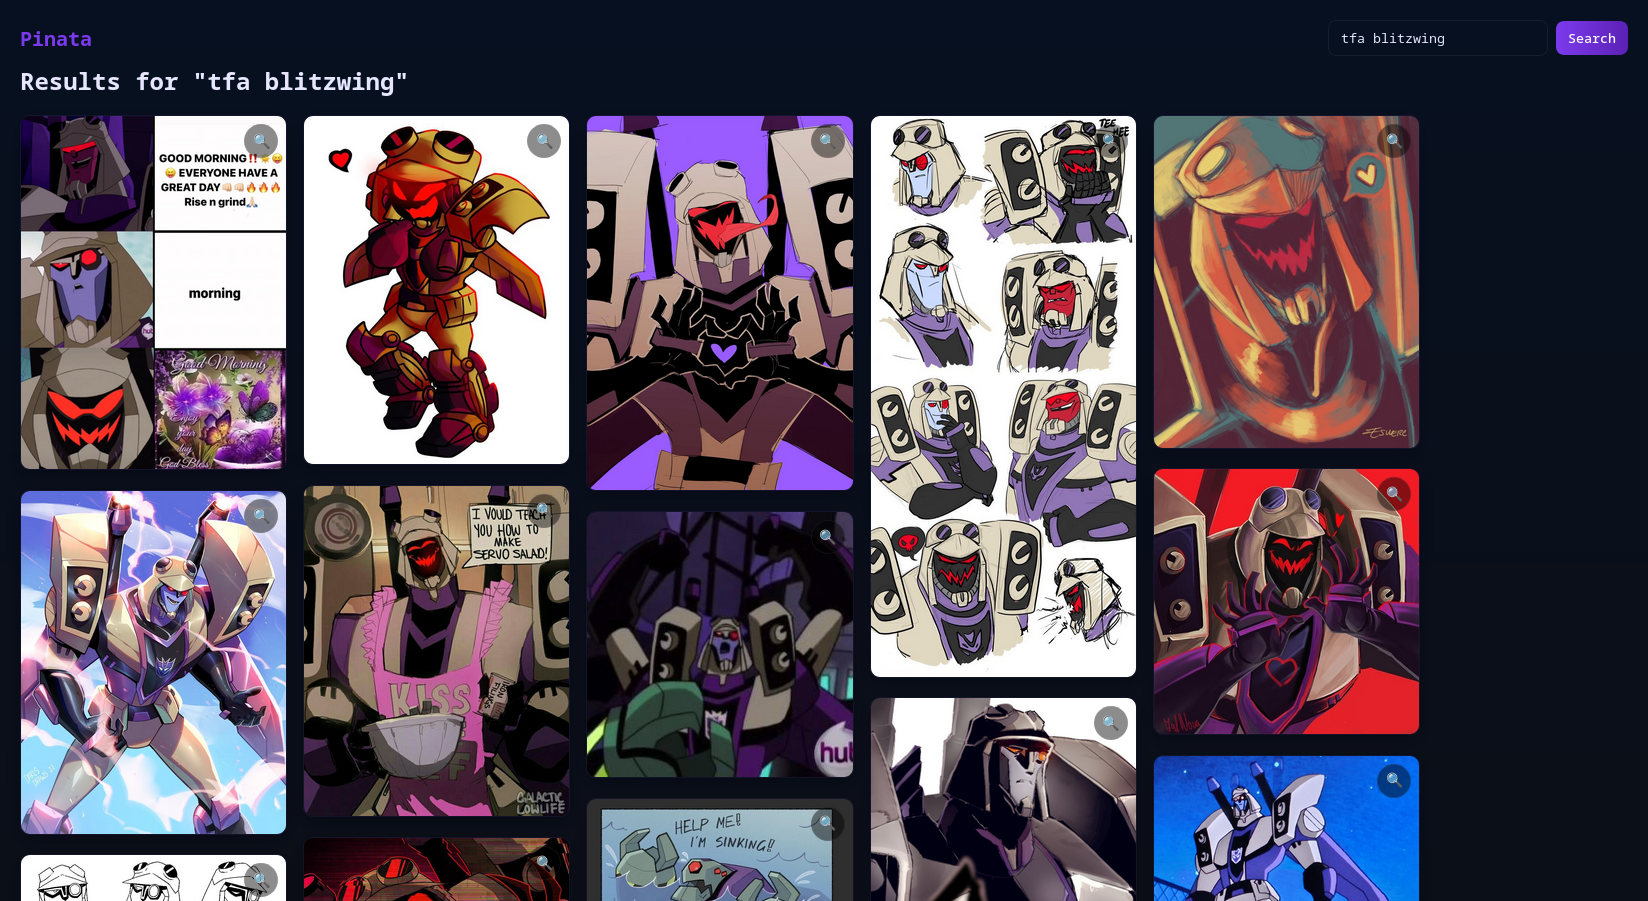 Pinata
tfa blitzwing
Search
Results for "tfa blitzwing"
GOOD MORNING‼️☀️😛
😛 EVERYONE HAVE A
GREAT DAY👊🏻👊🏻🔥🔥🔥
Rise n grind🙏🏻
morning
hub
Good Morning
Enjoy
your
day
God Bless
TEE
HEE
I VOULD TEACH
YOU HOW TO
MAKE
SERVO SALAD!
KISS
GALACTIC
LOWLIFE
hub
HELP ME!!
I'M SINKING!!